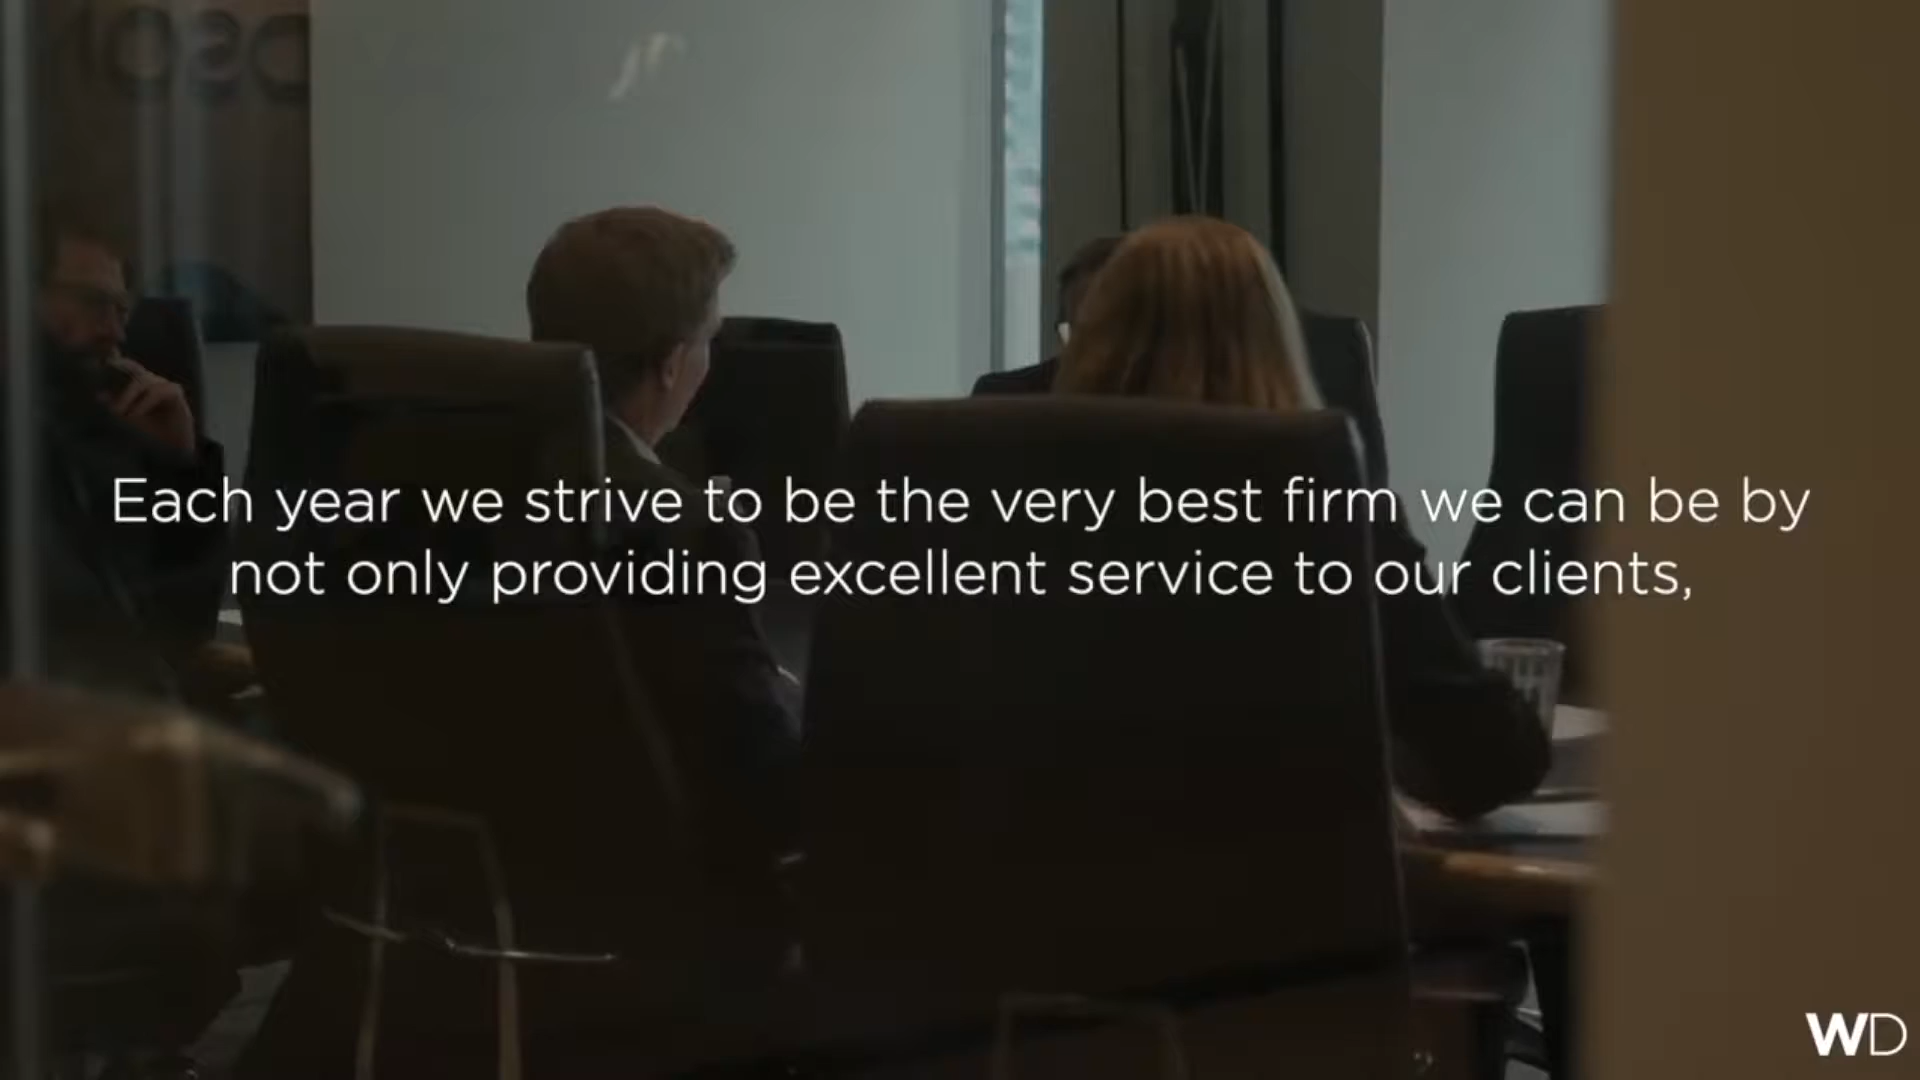 Each year we strive to be the very best firm we can be by
not only providing excellent service to our clients,
WD